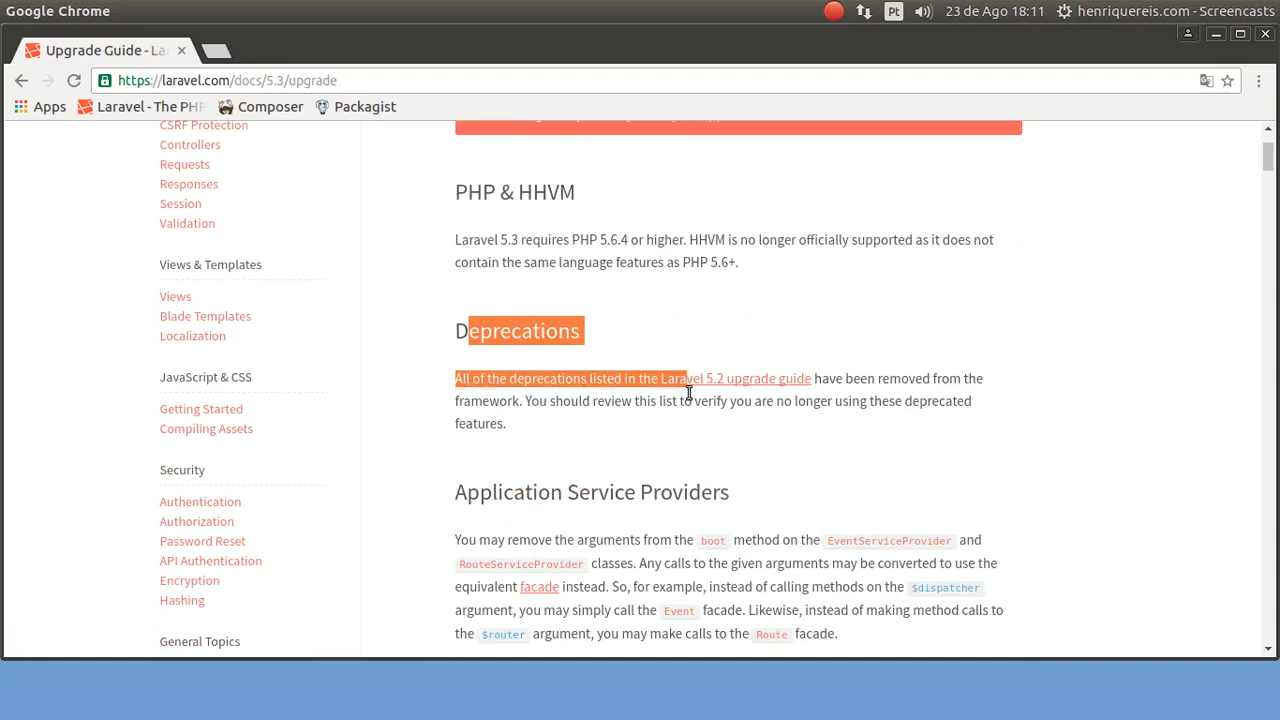 Google Chrome
Pt
23 de Ago 18:11
henriquereis.com - Screencasts
Upgrade Guide - La
https://laravel.com/docs/5.3/upgrade
Apps
Laravel - The PHP
Composer
Packagist
CSRF Protection
Controllers
Requests
Responses
Session
Validation
Views & Templates
Views
Blade Templates
Localization
JavaScript & CSS
Getting Started
Compiling Assets
Security
Authentication
Authorization
Password Reset
API Authentication
Encryption
Hashing
General Topics
PHP & HHVM
Laravel 5.3 requires PHP 5.6.4 or higher. HHVM is no longer officially supported as it does not
contain the same language features as PHP 5.6+.
Deprecations
All of the deprecations listed in the Laravel 5.2 upgrade guide have been removed from the
framework. You should review this list to verify you are no longer using these deprecated
features.
Application Service Providers
You may remove the arguments from the boot method on the EventServiceProvider and
RouteServiceProvider classes. Any calls to the given arguments may be converted to use the
equivalent facade instead. So, for example, instead of calling methods on the $dispatcher
argument, you may simply call the Event facade. Likewise, instead of making method calls to
the $router argument, you may make calls to the Route facade.